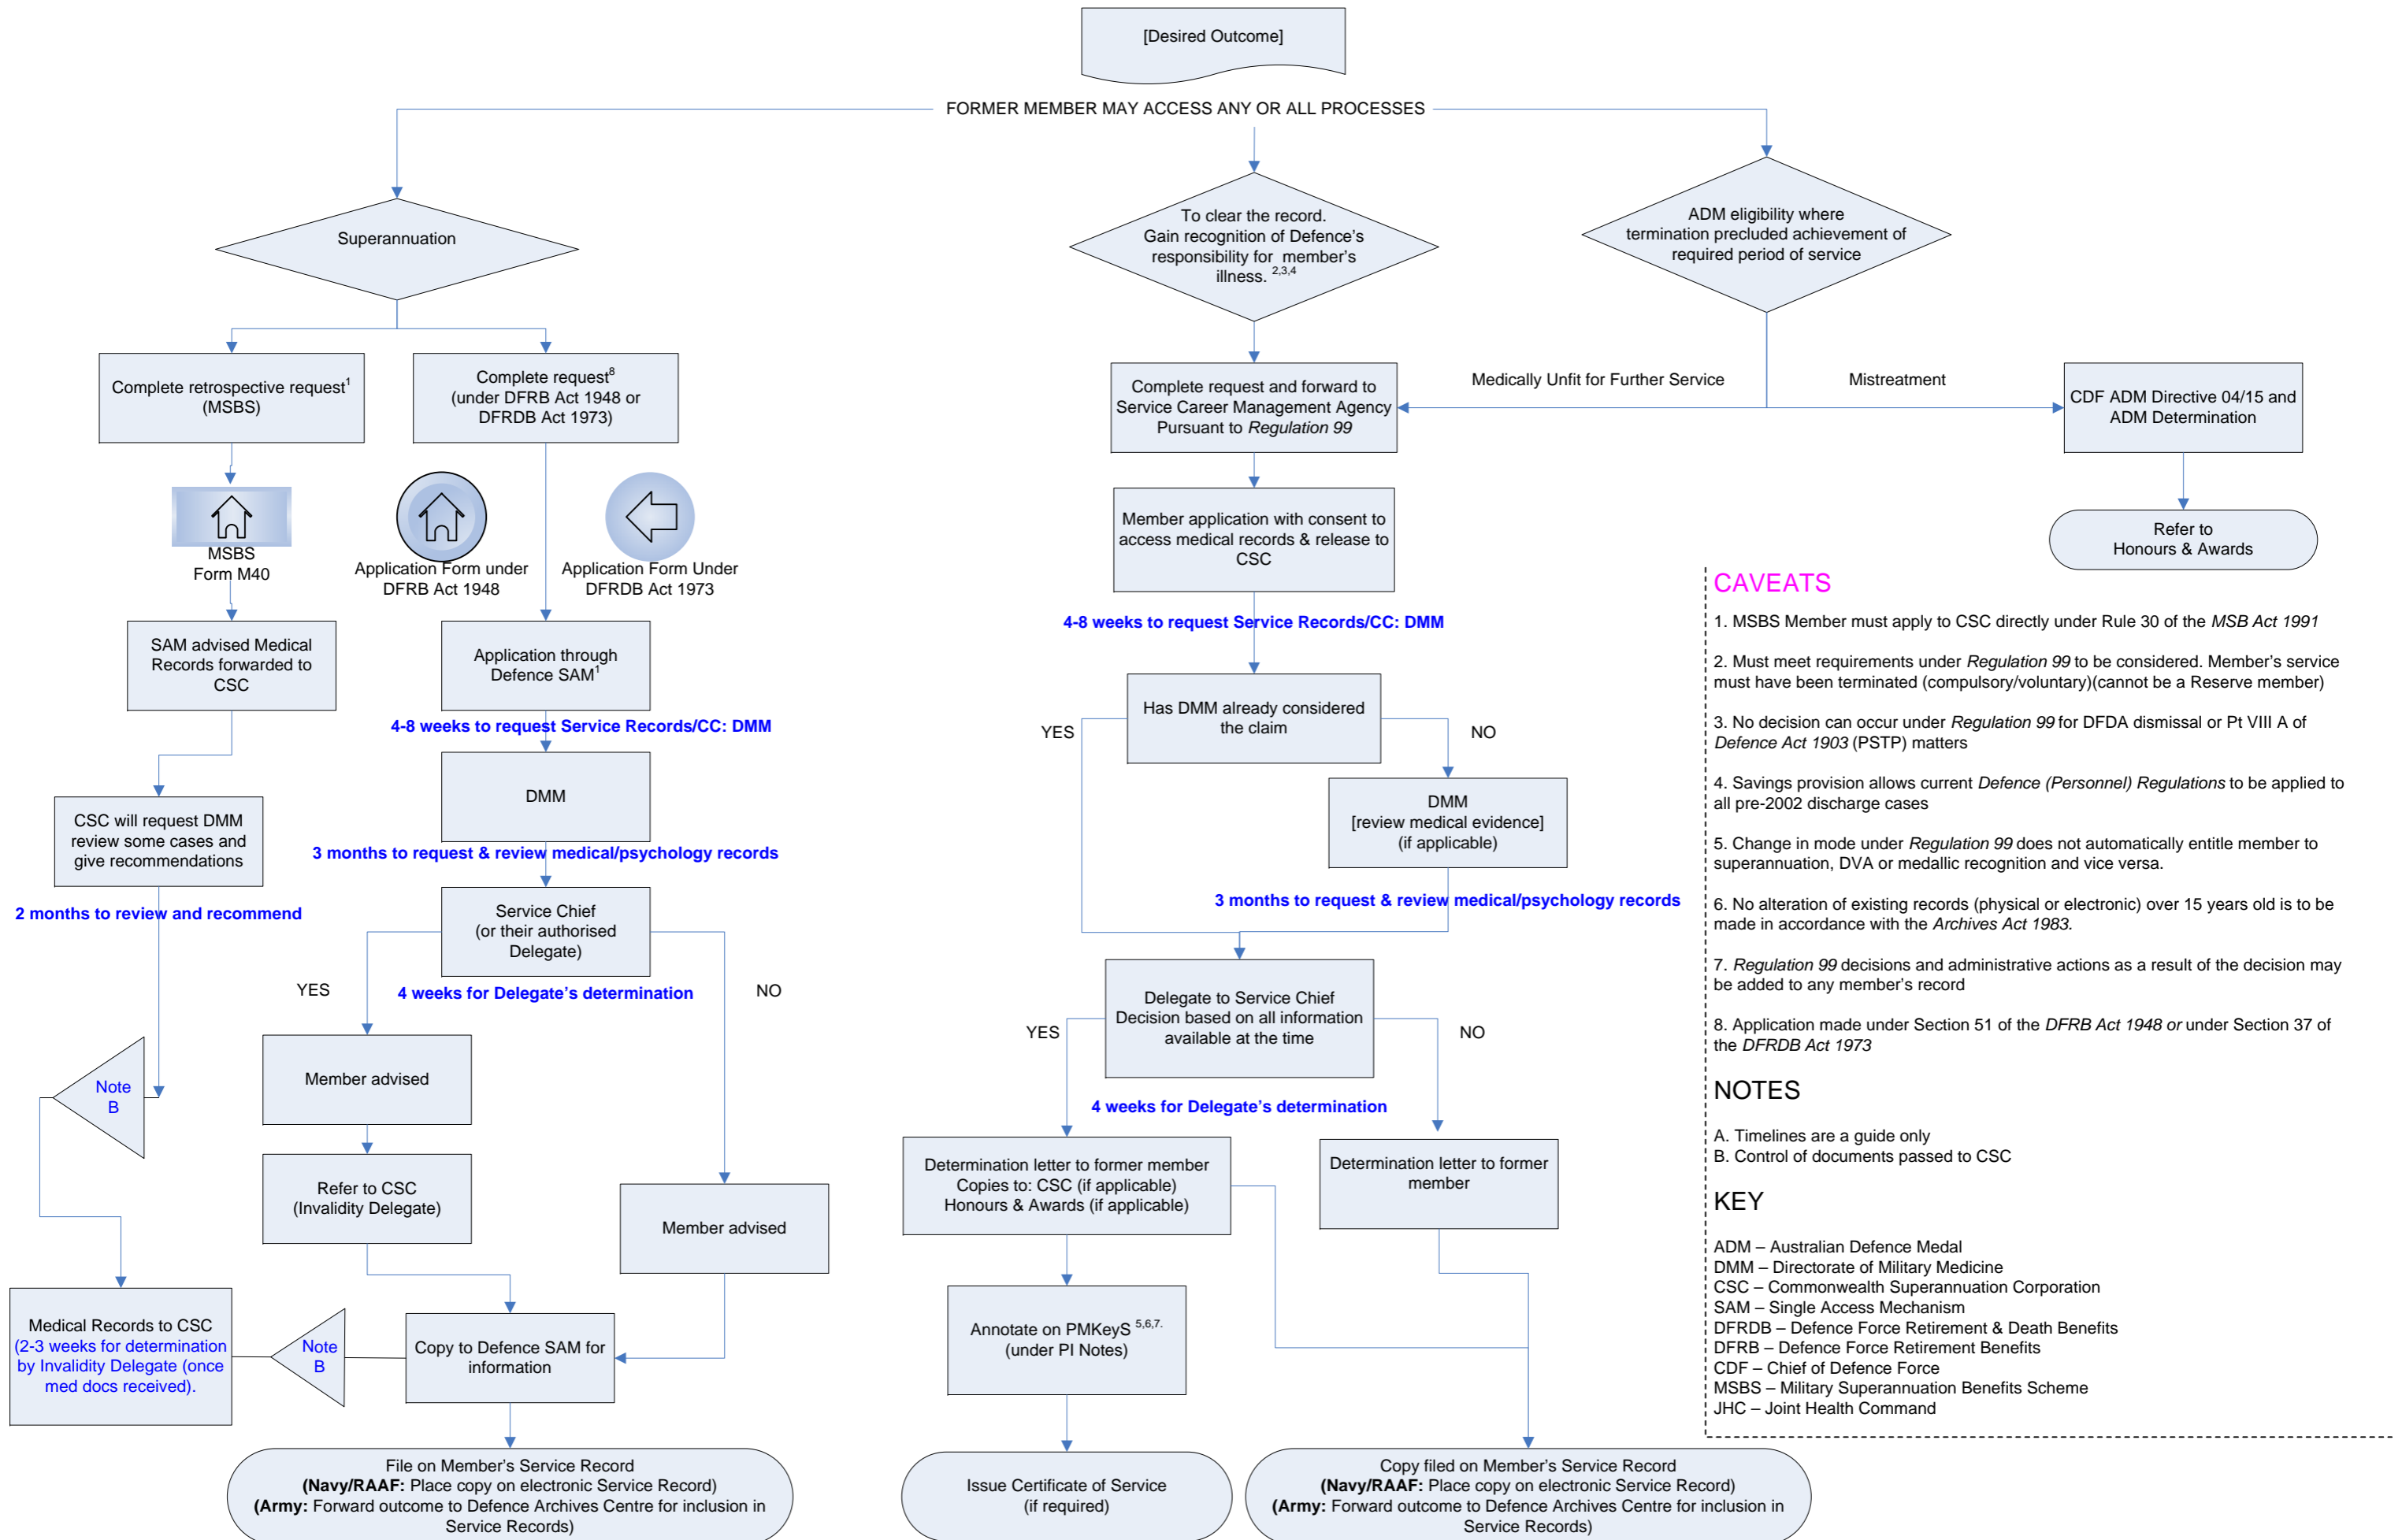 [Desired Outcome]
FORMER MEMBER MAY ACCESS ANY OR ALL PROCESSES
Superannuation
To clear the record.
Gain recognition of Defence's
responsibility for member's
illness. 2,3,4
ADM eligibility where
termination precluded achievement of
required period of service
Complete retrospective request1
(MSBS)
Complete request8
(under DFRB Act 1948 or
DFRDB Act 1973)
Complete request and forward to
Service Career Management Agency
Pursuant to Regulation 99
Medically Unfit for Further Service
Mistreatment
CDF ADM Directive 04/15 and
ADM Determination
MSBS
Form M40
Application Form under
DFRB Act 1948
Application Form Under
DFRDB Act 1973
Member application with consent to
access medical records & release to
CSC
Refer to
Honours & Awards
SAM advised Medical
Records forwarded to
CSC
Application through
Defence SAM1
4-8 weeks to request Service Records/CC: DMM
4-8 weeks to request Service Records/CC: DMM
Has DMM already considered
the claim
YES
NO
CSC will request DMM
review some cases and
give recommendations
DMM
DMM
[review medical evidence]
(if applicable)
3 months to request & review medical/psychology records
2 months to review and recommend
3 months to request & review medical/psychology records
Service Chief
(or their authorised
Delegate)
YES
4 weeks for Delegate's determination
NO
Delegate to Service Chief
Decision based on all information
available at the time
YES
NO
4 weeks for Delegate's determination
Note
B
Member advised
Refer to CSC
(Invalidity Delegate)
Member advised
Determination letter to former member
Copies to: CSC (if applicable)
Honours & Awards (if applicable)
Determination letter to former
member
Medical Records to CSC
(2-3 weeks for determination
by Invalidity Delegate (once
med docs received).
Note
B
Copy to Defence SAM for
information
Annotate on PMKeyS 5,6,7.
(under PI Notes)
File on Member's Service Record
(Navy/RAAF: Place copy on electronic Service Record)
(Army: Forward outcome to Defence Archives Centre for inclusion in
Service Records)
Issue Certificate of Service
(if required)
Copy filed on Member's Service Record
(Navy/RAAF: Place copy on electronic Service Record)
(Army: Forward outcome to Defence Archives Centre for inclusion in
Service Records)
CAVEATS
1. MSBS Member must apply to CSC directly under Rule 30 of the MSB Act 1991
2. Must meet requirements under Regulation 99 to be considered. Member's service
must have been terminated (compulsory/voluntary)(cannot be a Reserve member)
3. No decision can occur under Regulation 99 for DFDA dismissal or Pt VIII A of
Defence Act 1903 (PSTP) matters
4. Savings provision allows current Defence (Personnel) Regulations to be applied to
all pre-2002 discharge cases
5. Change in mode under Regulation 99 does not automatically entitle member to
superannuation, DVA or medallic recognition and vice versa.
6. No alteration of existing records (physical or electronic) over 15 years old is to be
made in accordance with the Archives Act 1983.
7. Regulation 99 decisions and administrative actions as a result of the decision may
be added to any member's record
8. Application made under Section 51 of the DFRB Act 1948 or under Section 37 of
the DFRDB Act 1973
NOTES
A. Timelines are a guide only
B. Control of documents passed to CSC
KEY
ADM – Australian Defence Medal
DMM – Directorate of Military Medicine
CSC – Commonwealth Superannuation Corporation
SAM – Single Access Mechanism
DFRDB – Defence Force Retirement & Death Benefits
DFRB – Defence Force Retirement Benefits
CDF – Chief of Defence Force
MSBS – Military Superannuation Benefits Scheme
JHC – Joint Health Command